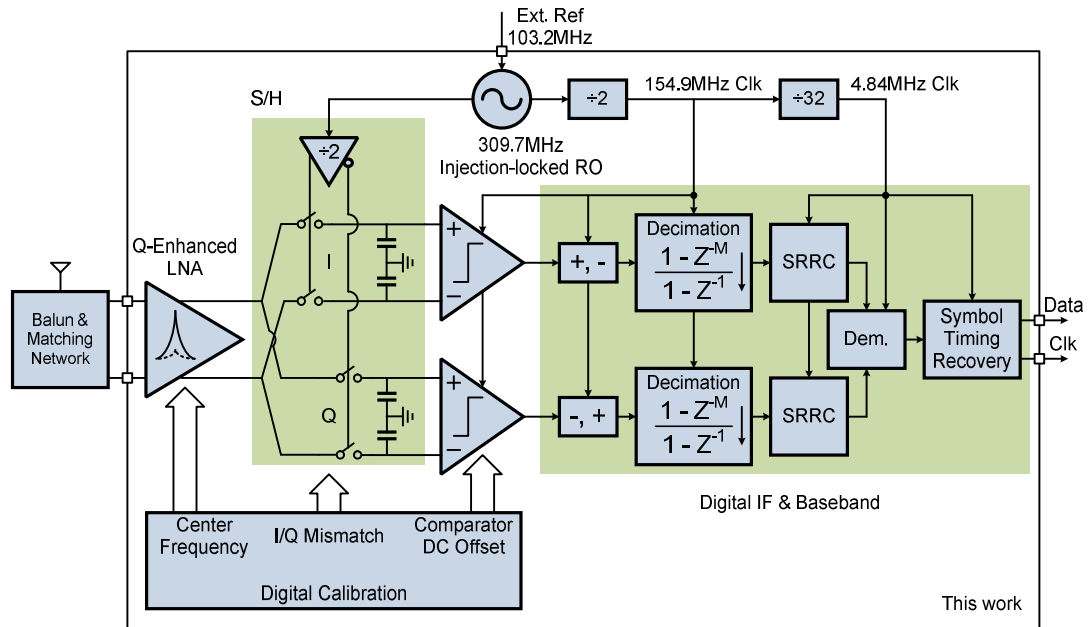 Ext. Ref
103.2MHz
S/H
÷2
154.9MHz Clk
÷32
4.84MHz Clk
÷2
309.7MHz
Injection-locked RO
Q-Enhanced
LNA
Balun &
Matching
Network
I
Q
+
−
+
−
+, -
-, +
Decimation
1 - Z^-M
1 - Z^-1
Decimation
1 - Z^-M
1 - Z^-1
SRRC
SRRC
Dem.
Symbol
Timing
Recovery
Data
Clk
Digital IF & Baseband
Center
Frequency
I/Q Mismatch
Comparator
DC Offset
Digital Calibration
This work